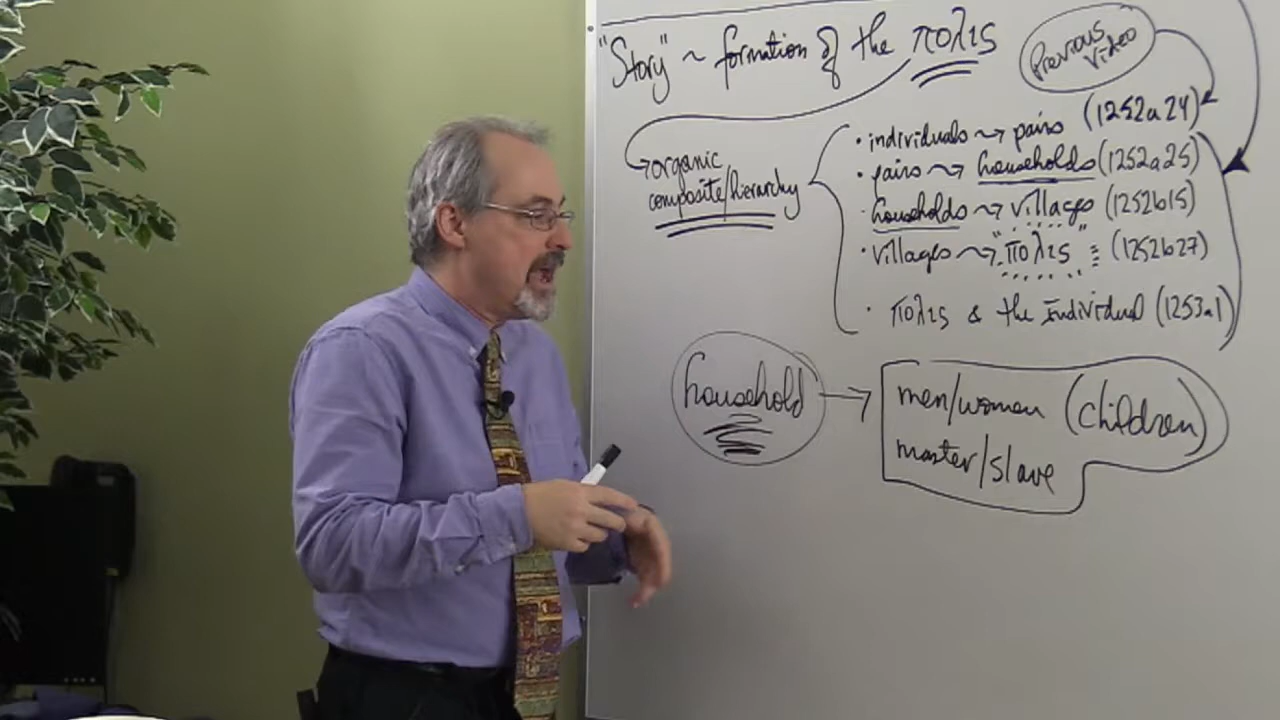 "Story" ~ formation of the πολις
Previous video
organic
composite/hierarchy
• individuals ⇝ pairs (1252a24)
• pairs ⇝ households (1252a25)
• households ⇝ villages (1252b15)
• villages ⇝ "πολις" (1252b27)
• πολις & the individual (1253a1)
household → men/women (children)
master/slave